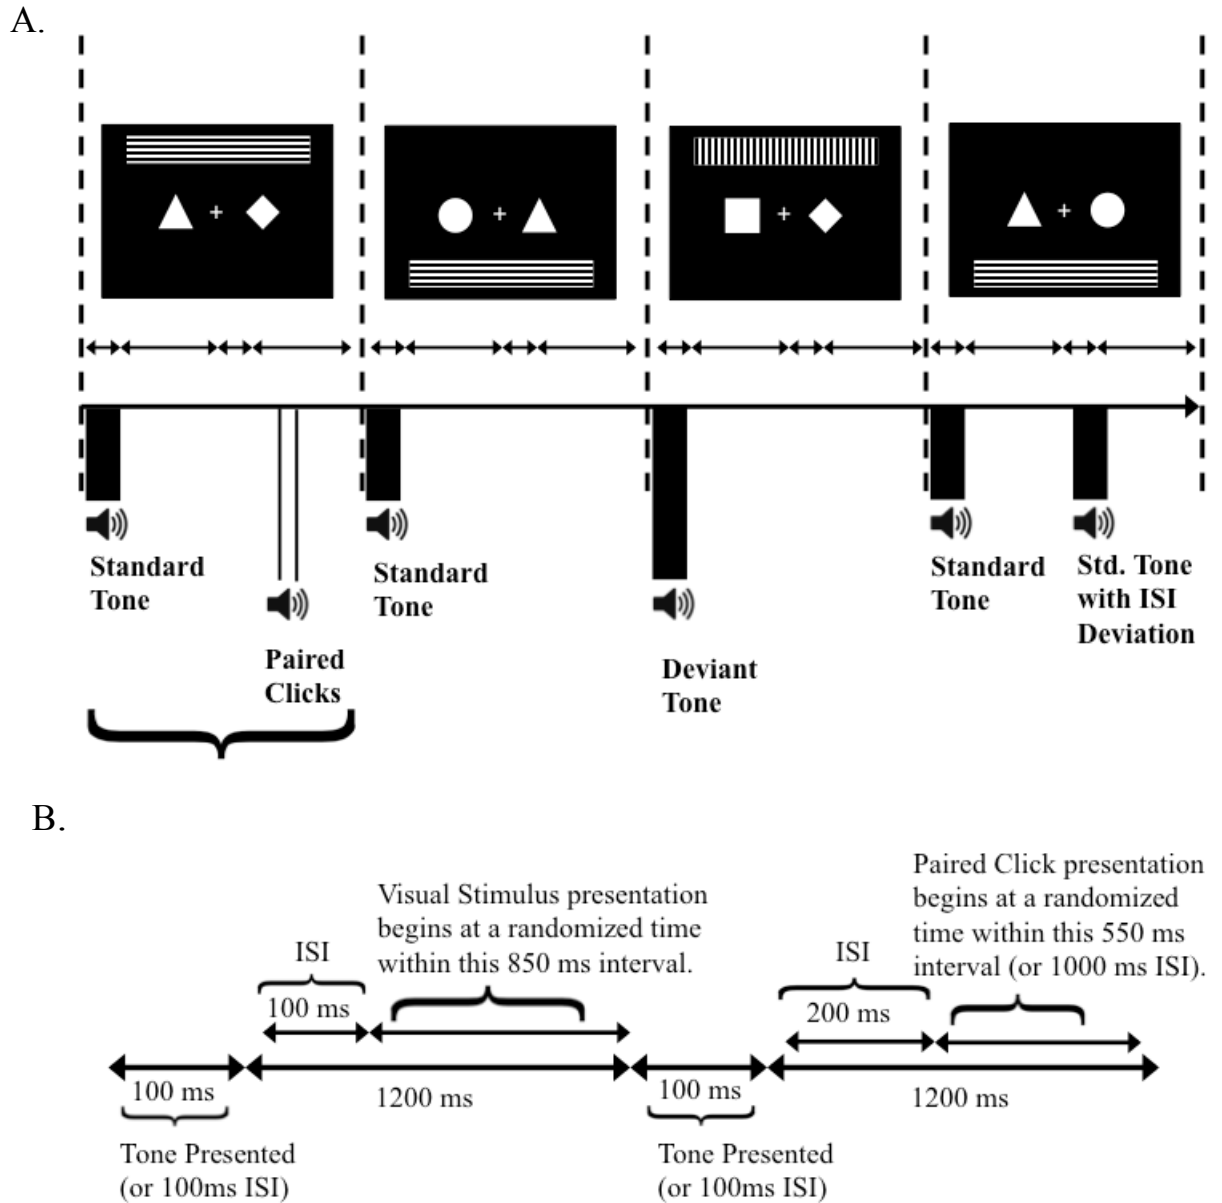 A.
Standard
Tone
Paired
Clicks
Standard
Tone
Deviant
Tone
Standard
Tone
Std. Tone
with ISI
Deviation
B.
Visual Stimulus presentation
begins at a randomized time
within this 850 ms interval.
Paired Click presentation
begins at a randomized
time within this 550 ms
interval (or 1000 ms ISI).
ISI
100 ms
ISI
200 ms
100 ms
1200 ms
100 ms
1200 ms
Tone Presented
(or 100ms ISI)
Tone Presented
(or 100ms ISI)